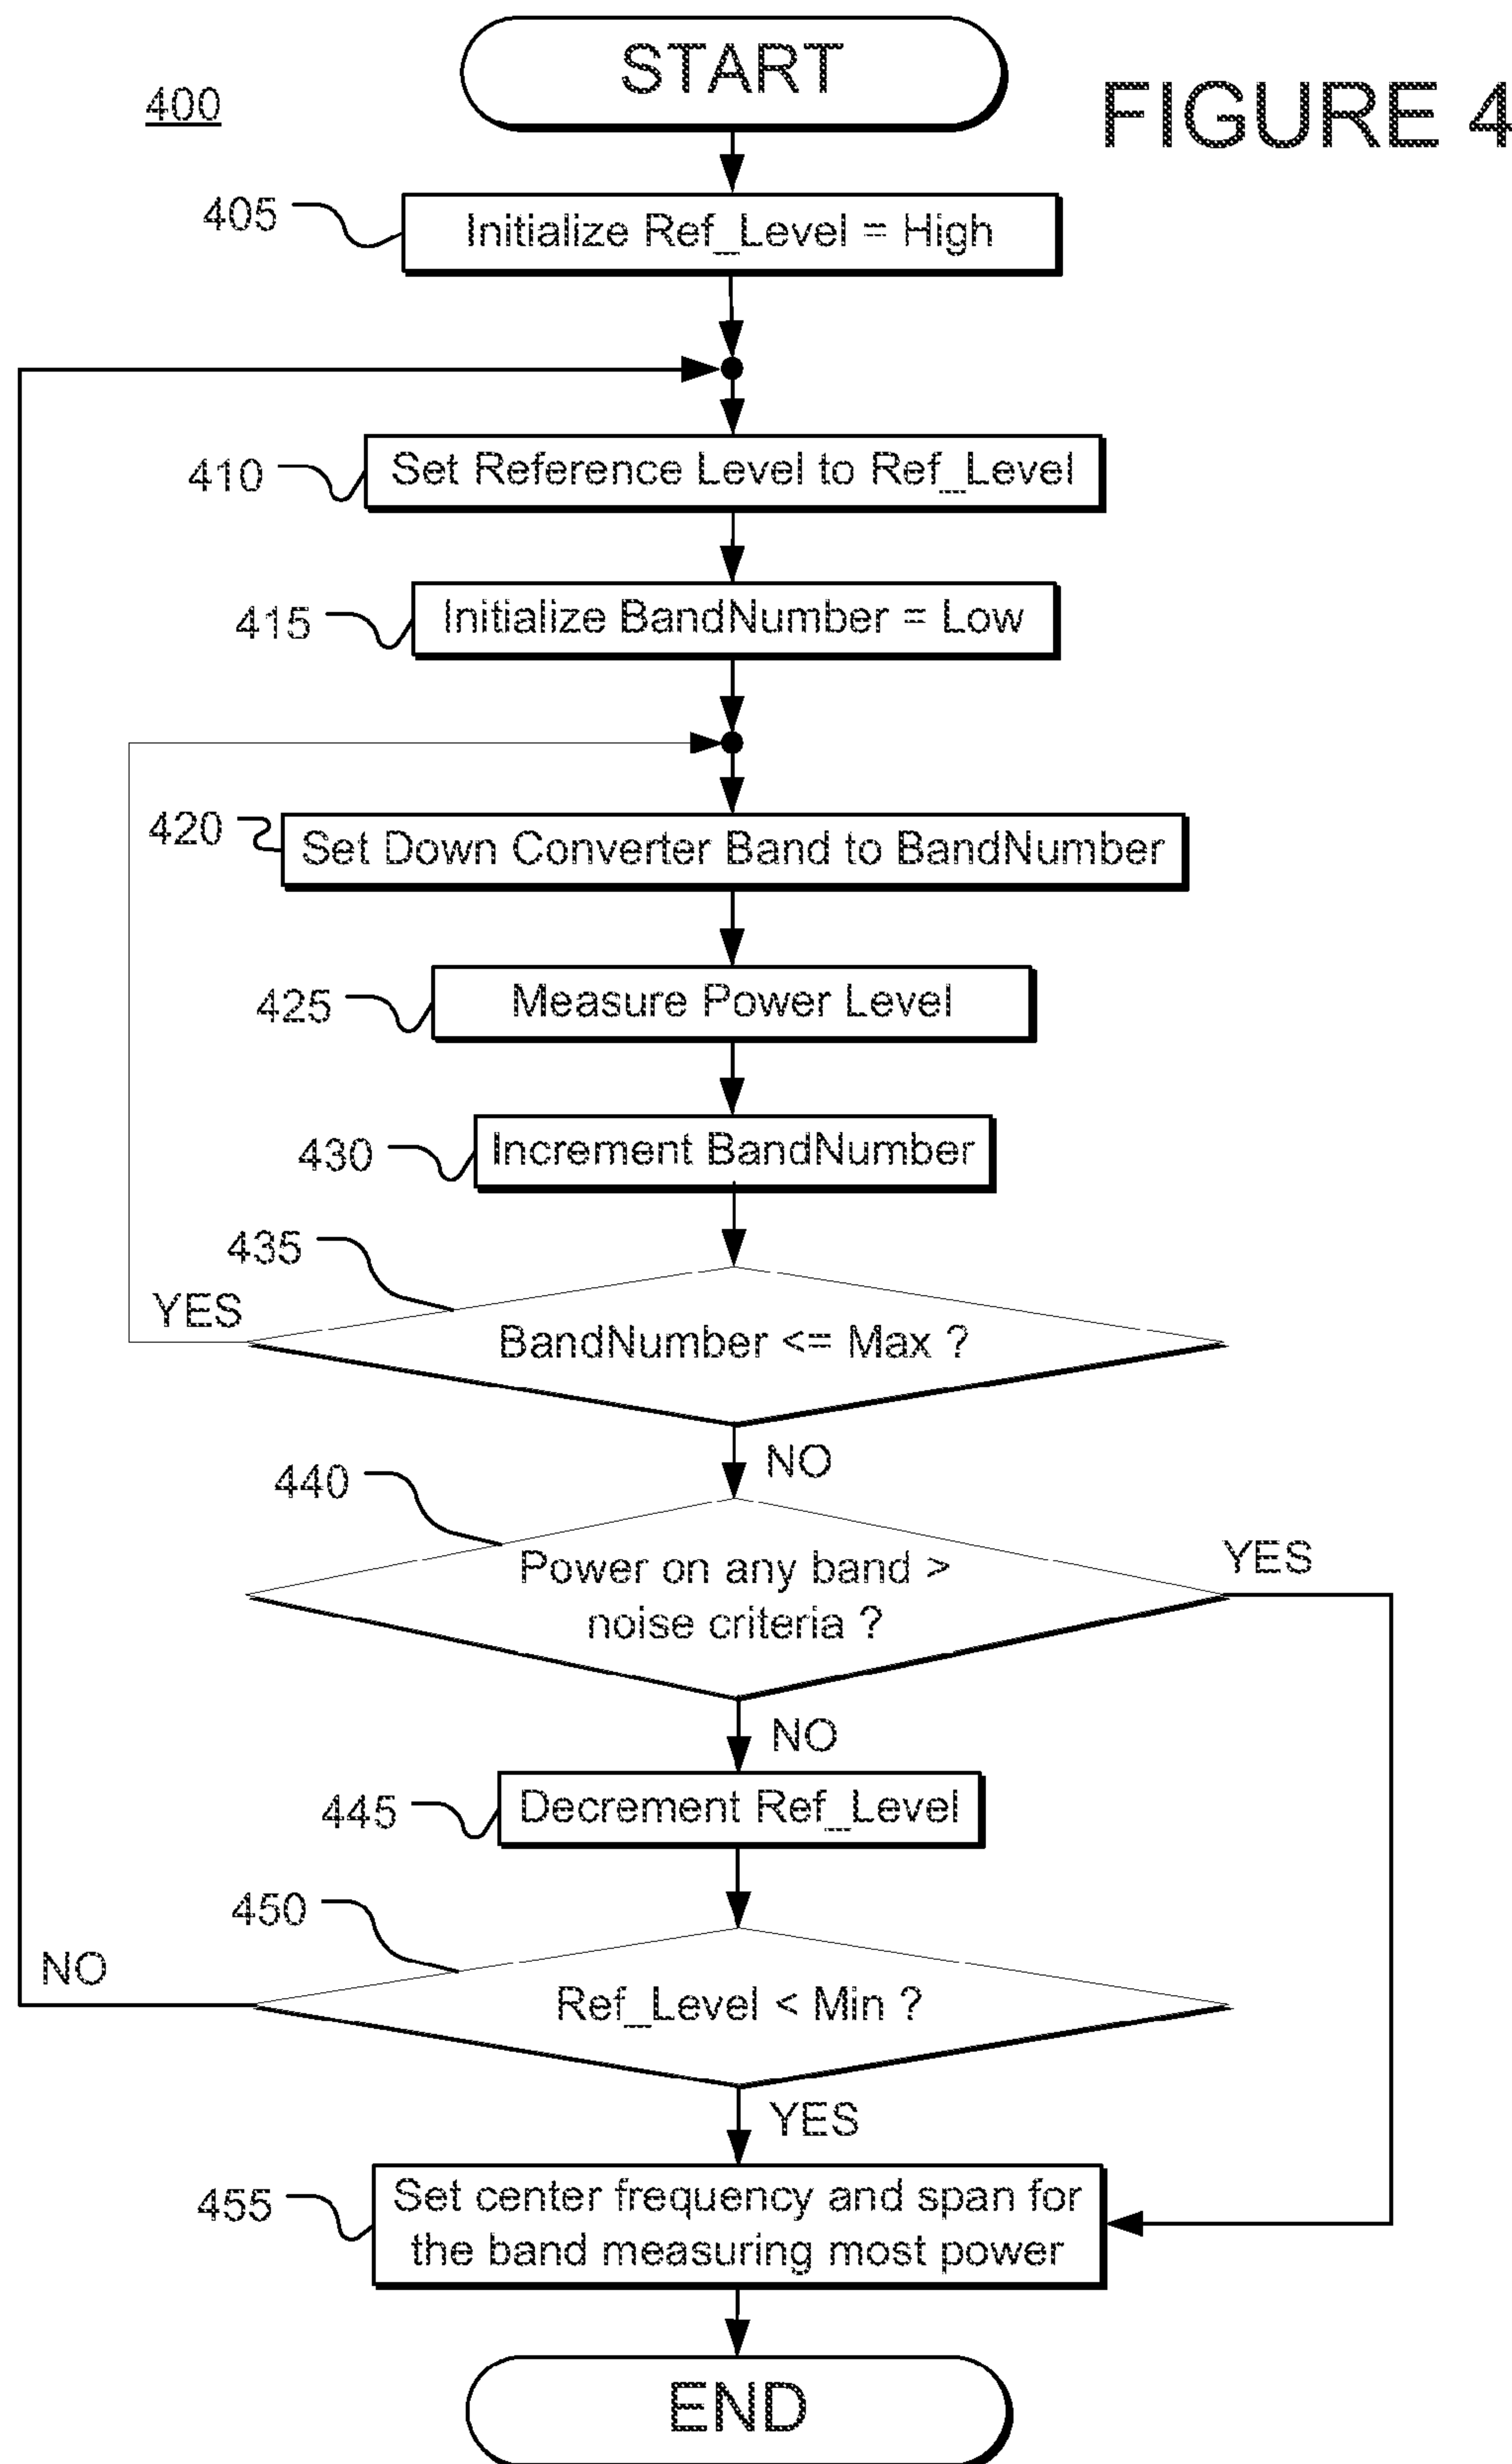 START
400
FIGURE 4
405
Initialize Ref_Level = High
410
Set Reference Level to Ref_Level
415
Initialize BandNumber = Low
420
Set Down Converter Band to BandNumber
425
Measure Power Level
430
Increment BandNumber
435
YES
BandNumber <= Max ?
NO
440
Power on any band >
noise criteria ?
YES
NO
445
Decrement Ref_Level
450
NO
Ref_Level < Min ?
YES
455
Set center frequency and span for
the band measuring most power
END